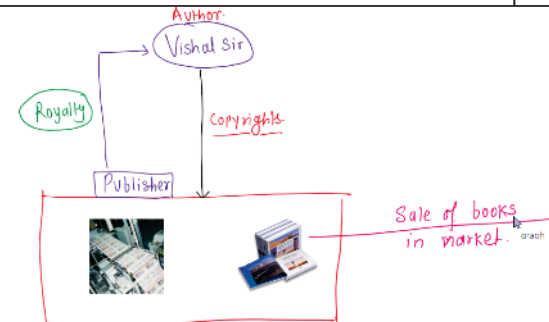 Author.
Vishal Sir
Royalty
Copyrights
Publisher
Sale of books
in market.
graph